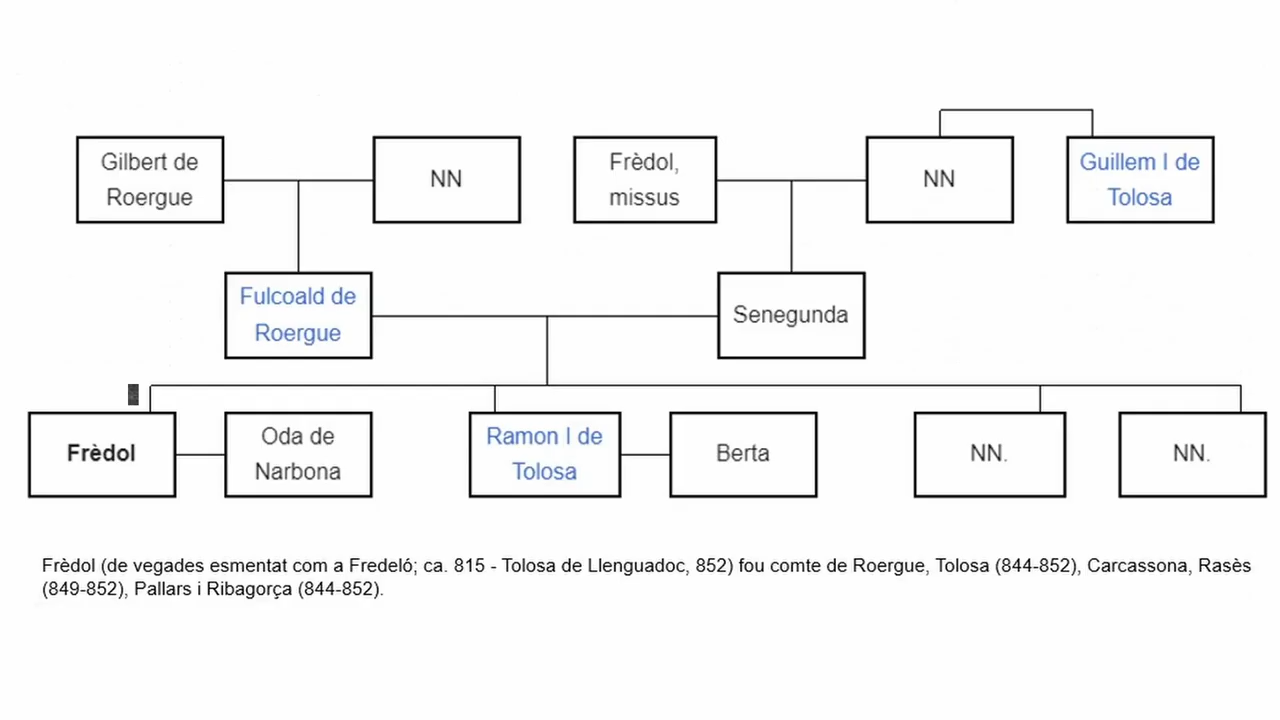 Gilbert de
Roergue
NN
Frèdol,
missus
NN
Guillem I de
Tolosa
Fulcoald de
Roergue
Senegunda
Frèdol
Oda de
Narbona
Ramon I de
Tolosa
Berta
NN.
NN.
Frèdol (de vegades esmentat com a Fredeló; ca. 815 - Tolosa de Llenguadoc, 852) fou comte de Roergue, Tolosa (844-852), Carcassona, Rasès
(849-852), Pallars i Ribagorça (844-852).